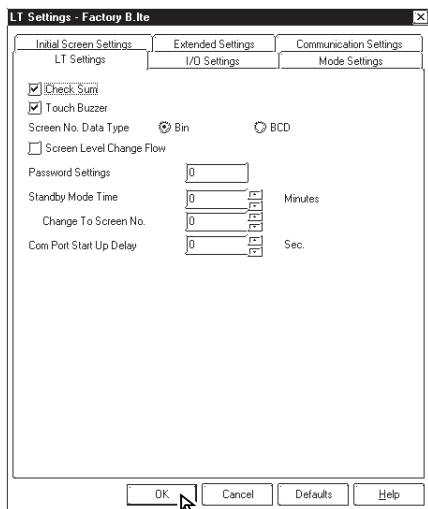 LT Settings - Factory B.lte
Initial Screen Settings Extended Settings Communication Settings
LT Settings I/O Settings Mode Settings
Check Sum
Touch Buzzer
Screen No. Data Type Bin BCD
Screen Level Change Flow
Password Settings 0
Standby Mode Time 0 Minutes
Change To Screen No. 0
Com Port Start Up Delay 0 Sec.
OK Cancel Defaults Help